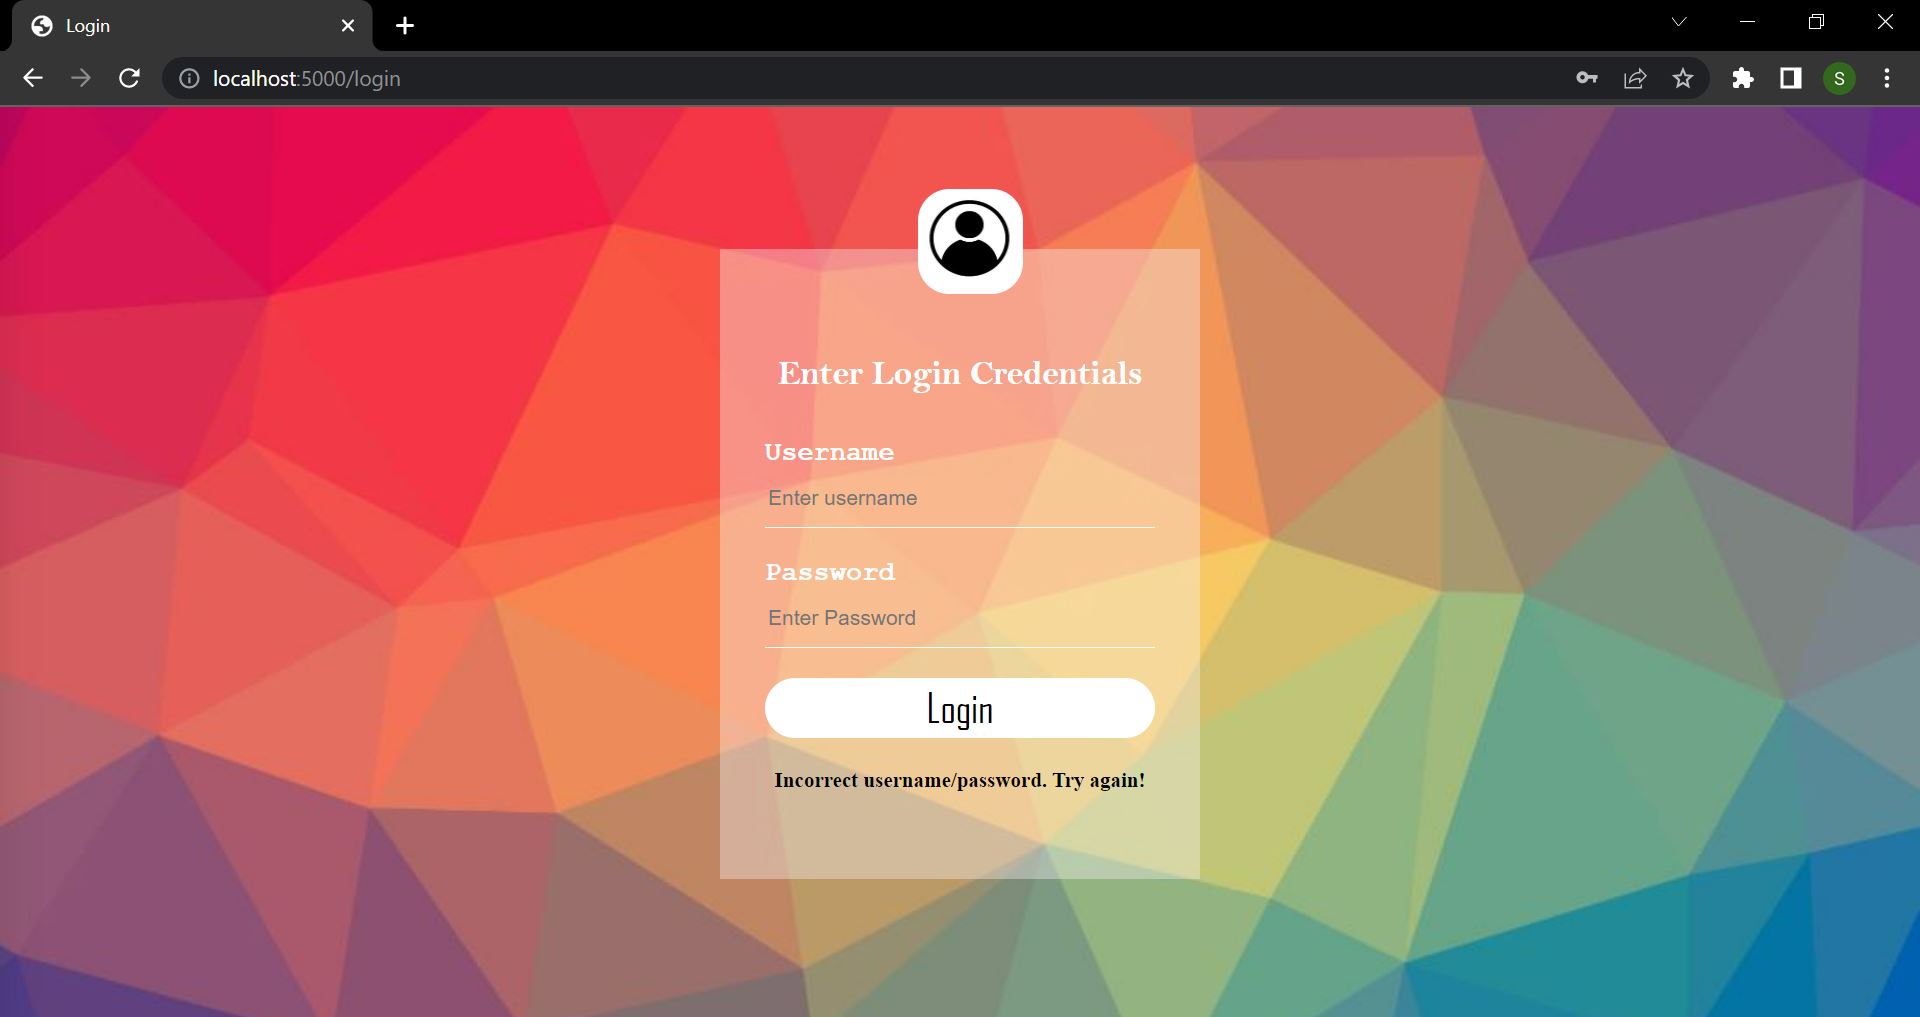 Login
localhost:5000/login
S
Enter Login Credentials
Username
Enter username
Password
Enter Password
Login
Incorrect username/password. Try again!